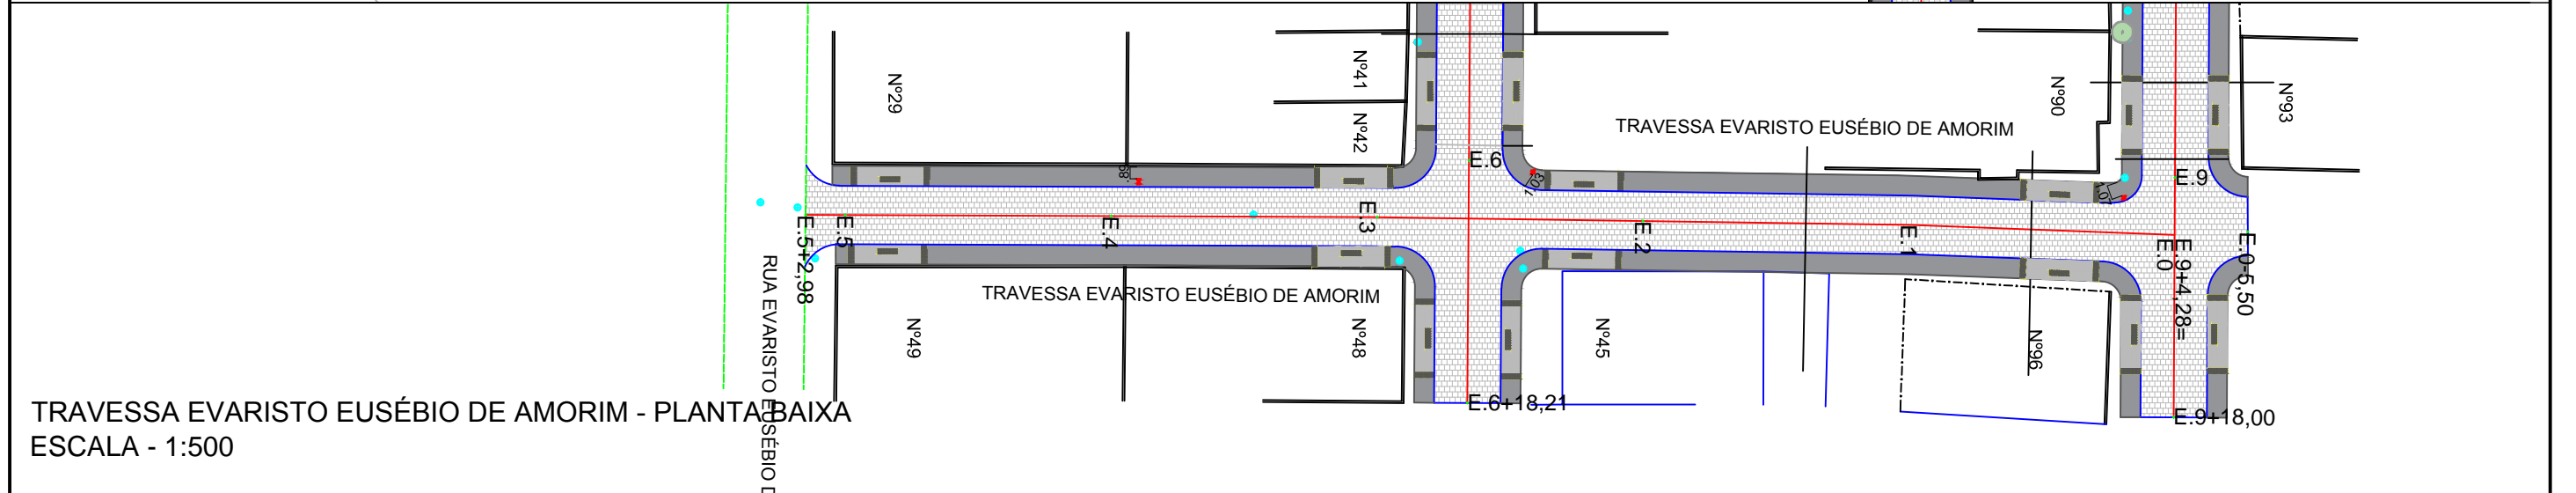 Nº29
Nº41
Nº42
Nº90
Nº93
TRAVESSA EVARISTO EUSÉBIO DE AMORIM
E.6
E.9
1.03
E.5+2,98
E.5
E.4
E.3
E.2
E.1
E.0
E.9+4,28=
E.0-5,50
RUA EVARISTO EUSÉBIO D
TRAVESSA EVARISTO EUSÉBIO DE AMORIM
Nº49
Nº48
Nº45
Nº96
E.6+18,21
E.9+18,00
TRAVESSA EVARISTO EUSÉBIO DE AMORIM - PLANTA BAIXA
ESCALA - 1:500